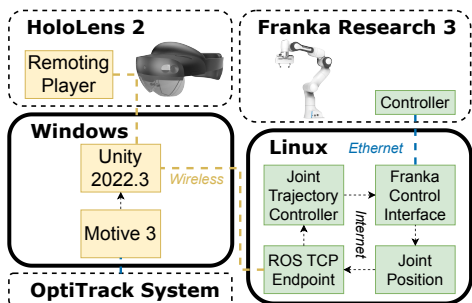 HoloLens 2
Remoting
Player
Franka Research 3
Controller
Windows
Unity
2022.3
Motive 3
Wireless
Ethernet
Linux
Joint
Trajectory
Controller
Franka
Control
Interface
Internet
ROS TCP
Endpoint
Joint
Position
OptiTrack System